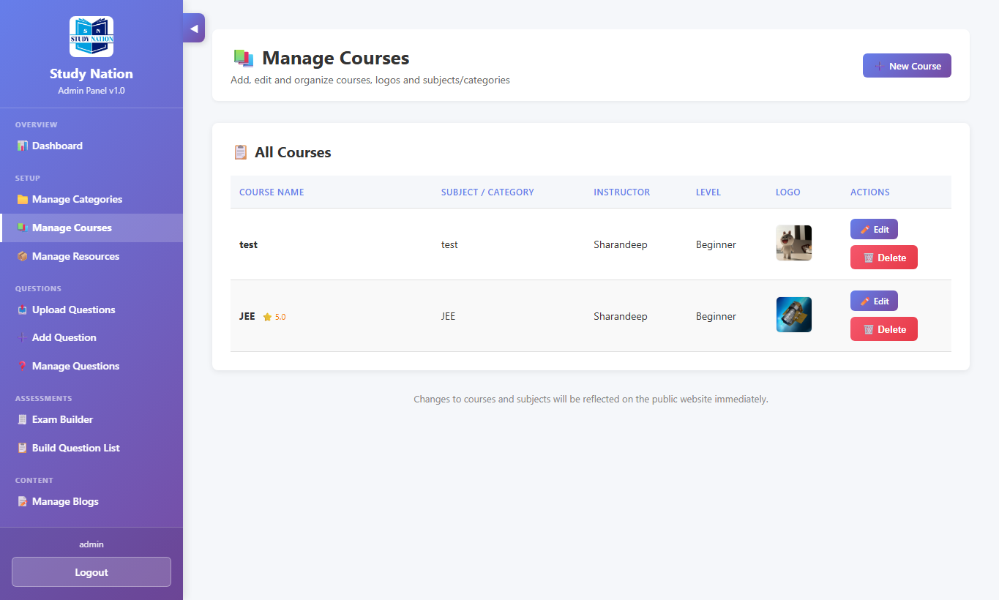 S N
STUDY NATION
Study Nation
Admin Panel v1.0
OVERVIEW
Dashboard
SETUP
Manage Categories
Manage Courses
Manage Resources
QUESTIONS
Upload Questions
Add Question
Manage Questions
ASSESSMENTS
Exam Builder
Build Question List
CONTENT
Manage Blogs
admin
Logout
Manage Courses
Add, edit and organize courses, logos and subjects/categories
New Course
All Courses
COURSE NAME SUBJECT / CATEGORY INSTRUCTOR LEVEL LOGO ACTIONS
test test Sharandeep Beginner Edit
Delete
JEE 5.0 JEE Sharandeep Beginner Edit
Delete
Changes to courses and subjects will be reflected on the public website immediately.